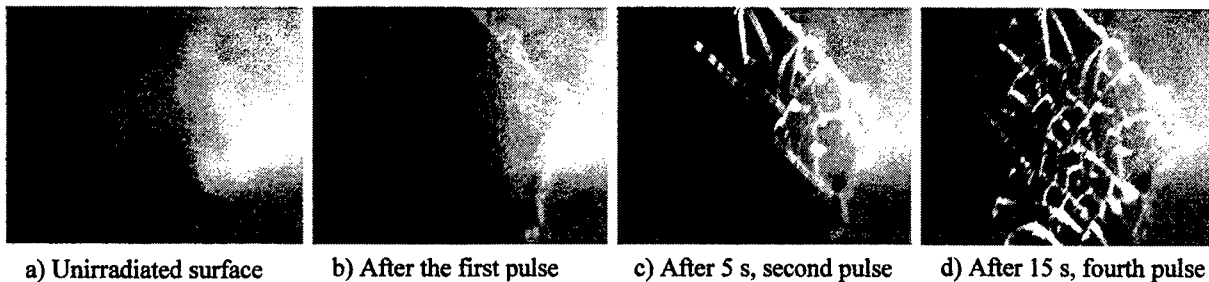 a) Unirradiated surface b) After the first pulse c) After 5 s, second pulse d) After 15 s, fourth pulse